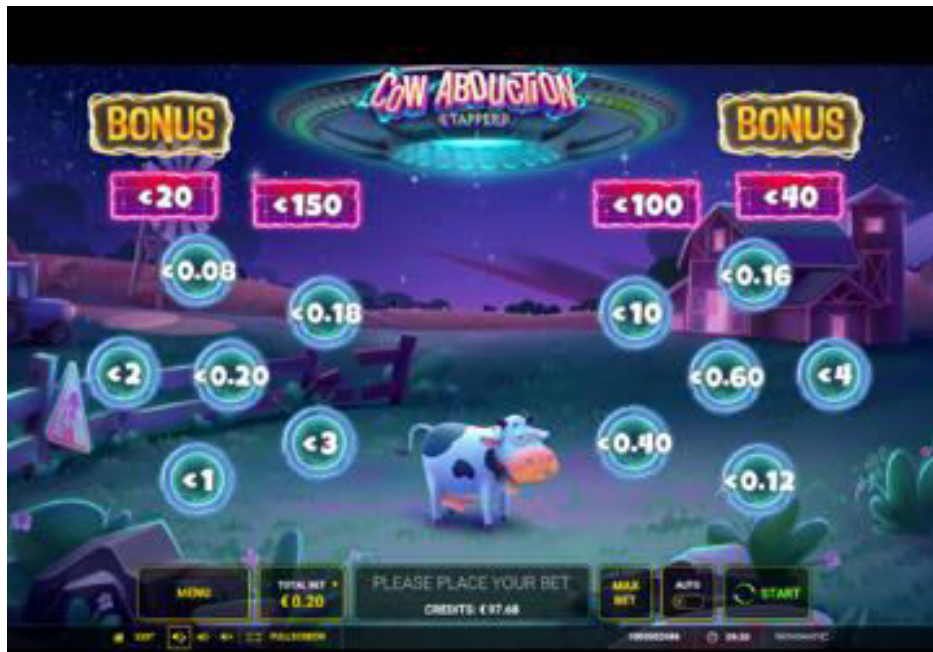 COW ABDUCTION
TAPPER
BONUS
BONUS
€20
€150
€100
€40
€0.08
€0.18
€10
€0.16
€2
€0.20
€0.60
€4
€1
€3
€0.40
€0.12
MENU
TOTAL BET
€0.20
PLEASE PLACE YOUR BET
CREDITS: €97.68
MAX
BET
AUTO
START
EXIT
FULLSCREEN